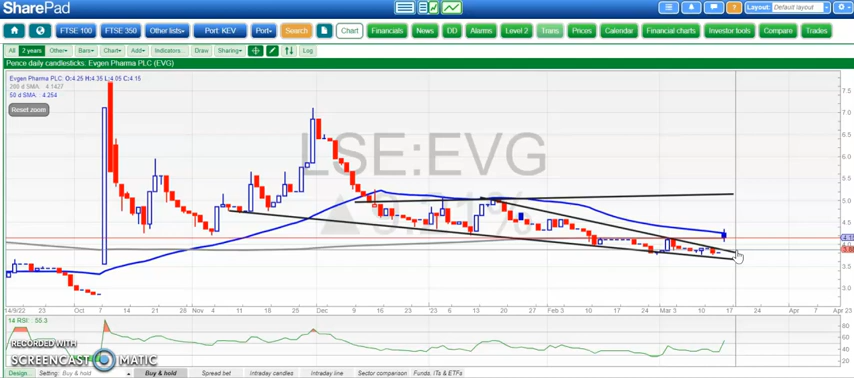 SharePad
Layout: Default layout
FTSE 100 FTSE 350 Other lists Port: KEV Port Search Chart Financials News DD Alarms Level 2 Trans Prices Calendar Financial charts Investor tools Compare Trades
All 2 years Other Bars Chart Add Indicators.. Draw Sharing Log
Pence daily candlesticks. Evgen Pharma PLC (EVG)
Evgen Pharma PLC. O:4.25 H:4.35 L:4.05 C:4.15
200 d SMA: 4.1427
50 d SMA: 4.254
Reset zoom
LSE:EVG
7.5
7.0
6.5
6.0
5.5
5.0
4.5
4.0
3.5
3.0
14/9/22 Oct 7 14 21 Nov 4 11 18 25 Dec 9 16 23 '23 6 13 20 27 Feb 3 10 17 24 Mar 3 10 17 24 Apr 7 Apr 23
14 RSI: 55.3
RECORDED WITH
SCREENCAST MATIC
Setting: Buy & hold Buy & hold Spread bet Intraday candles Intraday line Sector comparison Funds. ITs & ETFs